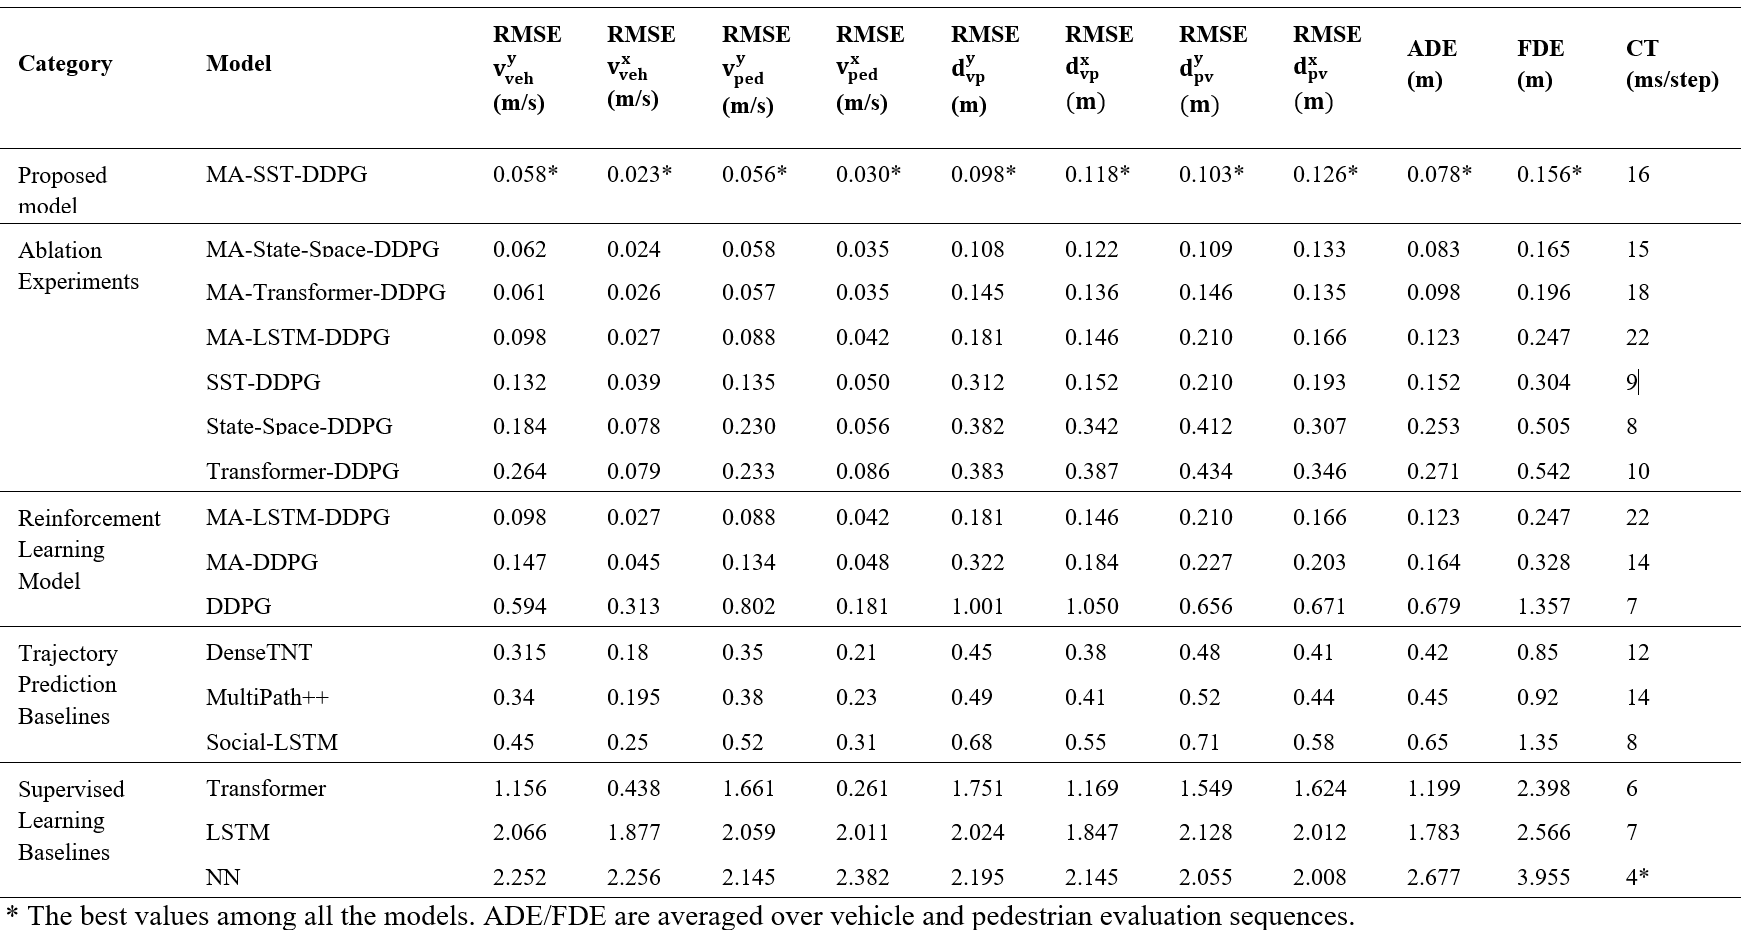 Category Model RMSE v^y_veh (m/s) RMSE v^x_veh (m/s) RMSE v^y_ped (m/s) RMSE v^x_ped (m/s) RMSE d^y_vp (m) RMSE d^x_vp (m) RMSE d^y_pv (m) RMSE d^x_pv (m) ADE (m) FDE (m) CT (ms/step)
Proposed model MA-SST-DDPG 0.058* 0.023* 0.056* 0.030* 0.098* 0.118* 0.103* 0.126* 0.078* 0.156* 16
Ablation Experiments MA-State-Space-DDPG 0.062 0.024 0.058 0.035 0.108 0.122 0.109 0.133 0.083 0.165 15
MA-Transformer-DDPG 0.061 0.026 0.057 0.035 0.145 0.136 0.146 0.135 0.098 0.196 18
MA-LSTM-DDPG 0.098 0.027 0.088 0.042 0.181 0.146 0.210 0.166 0.123 0.247 22
SST-DDPG 0.132 0.039 0.135 0.050 0.312 0.152 0.210 0.193 0.152 0.304 9
State-Space-DDPG 0.184 0.078 0.230 0.056 0.382 0.342 0.412 0.307 0.253 0.505 8
Transformer-DDPG 0.264 0.079 0.233 0.086 0.383 0.387 0.434 0.346 0.271 0.542 10
Reinforcement Learning Model MA-LSTM-DDPG 0.098 0.027 0.088 0.042 0.181 0.146 0.210 0.166 0.123 0.247 22
MA-DDPG 0.147 0.045 0.134 0.048 0.322 0.184 0.227 0.203 0.164 0.328 14
DDPG 0.594 0.313 0.802 0.181 1.001 1.050 0.656 0.671 0.679 1.357 7
Trajectory Prediction Baselines DenseTNT 0.315 0.18 0.35 0.21 0.45 0.38 0.48 0.41 0.42 0.85 12
MultiPath++ 0.34 0.195 0.38 0.23 0.49 0.41 0.52 0.44 0.45 0.92 14
Social-LSTM 0.45 0.25 0.52 0.31 0.68 0.55 0.71 0.58 0.65 1.35 8
Supervised Learning Baselines Transformer 1.156 0.438 1.661 0.261 1.751 1.169 1.549 1.624 1.199 2.398 6
LSTM 2.066 1.877 2.059 2.011 2.024 1.847 2.128 2.012 1.783 2.566 7
NN 2.252 2.256 2.145 2.382 2.195 2.145 2.055 2.008 2.677 3.955 4*
* The best values among all the models. ADE/FDE are averaged over vehicle and pedestrian evaluation sequences.